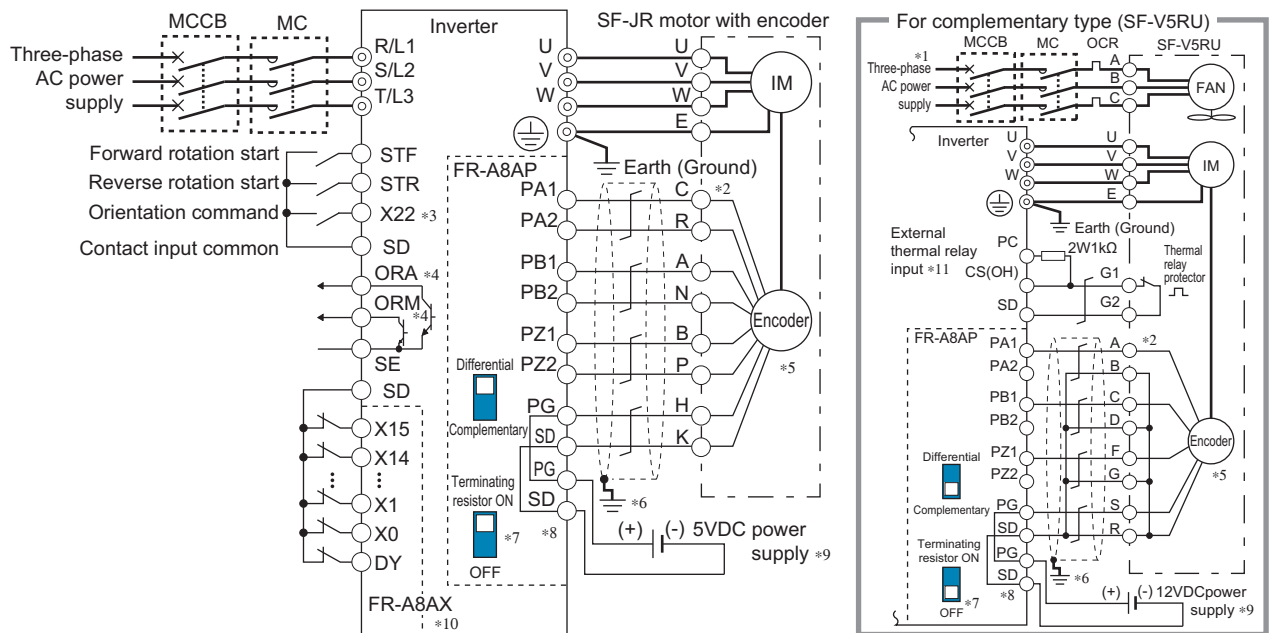 MCCB
MC
Three-phase
AC power
supply
R/L1
S/L2
T/L3
Inverter
Forward rotation start
Reverse rotation start
Orientation command
Contact input common
STF
STR
X22 *3
SD
ORA *4
ORM
*4
SE
SD
X15
X14
X1
X0
DY
FR-A8AX
*10
SF-JR motor with encoder
U
V
W
U
V
W
E
IM
Earth (Ground)
FR-A8AP
PA1
PA2
PB1
PB2
PZ1
PZ2
PG
SD
PG
SD
C *2
R
A
N
B
P
H
K
Encoder
*5
Differential
Complementary
Terminating
resistor ON
*7
OFF
*8
*6
(+)
(-) 5VDC power
supply *9
For complementary type (SF-V5RU)
MCCB
MC
OCR
SF-V5RU
*1
Three-phase
AC power
supply
A
B
C
FAN
Inverter
U
V
W
U
V
W
E
IM
Earth (Ground)
External
thermal relay
input *11
PC
2W1kΩ
CS(OH)
SD
G1
G2
Thermal
relay
protector
FR-A8AP
PA1
PA2
PB1
PB2
PZ1
PZ2
PG
SD
PG
SD
A *2
B
C
D
F
G
S
R
Encoder
*5
Differential
Complementary
Terminating
resistor ON
*7
OFF
*8
*6
(+)
(-) 12VDCpower
supply *9